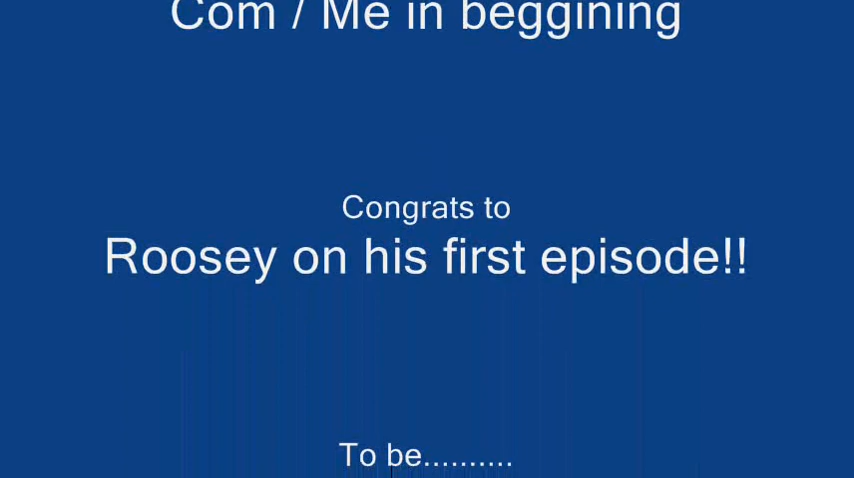 Com / Me in beggining
Congrats to
Roosey on his first episode!!
To be..........